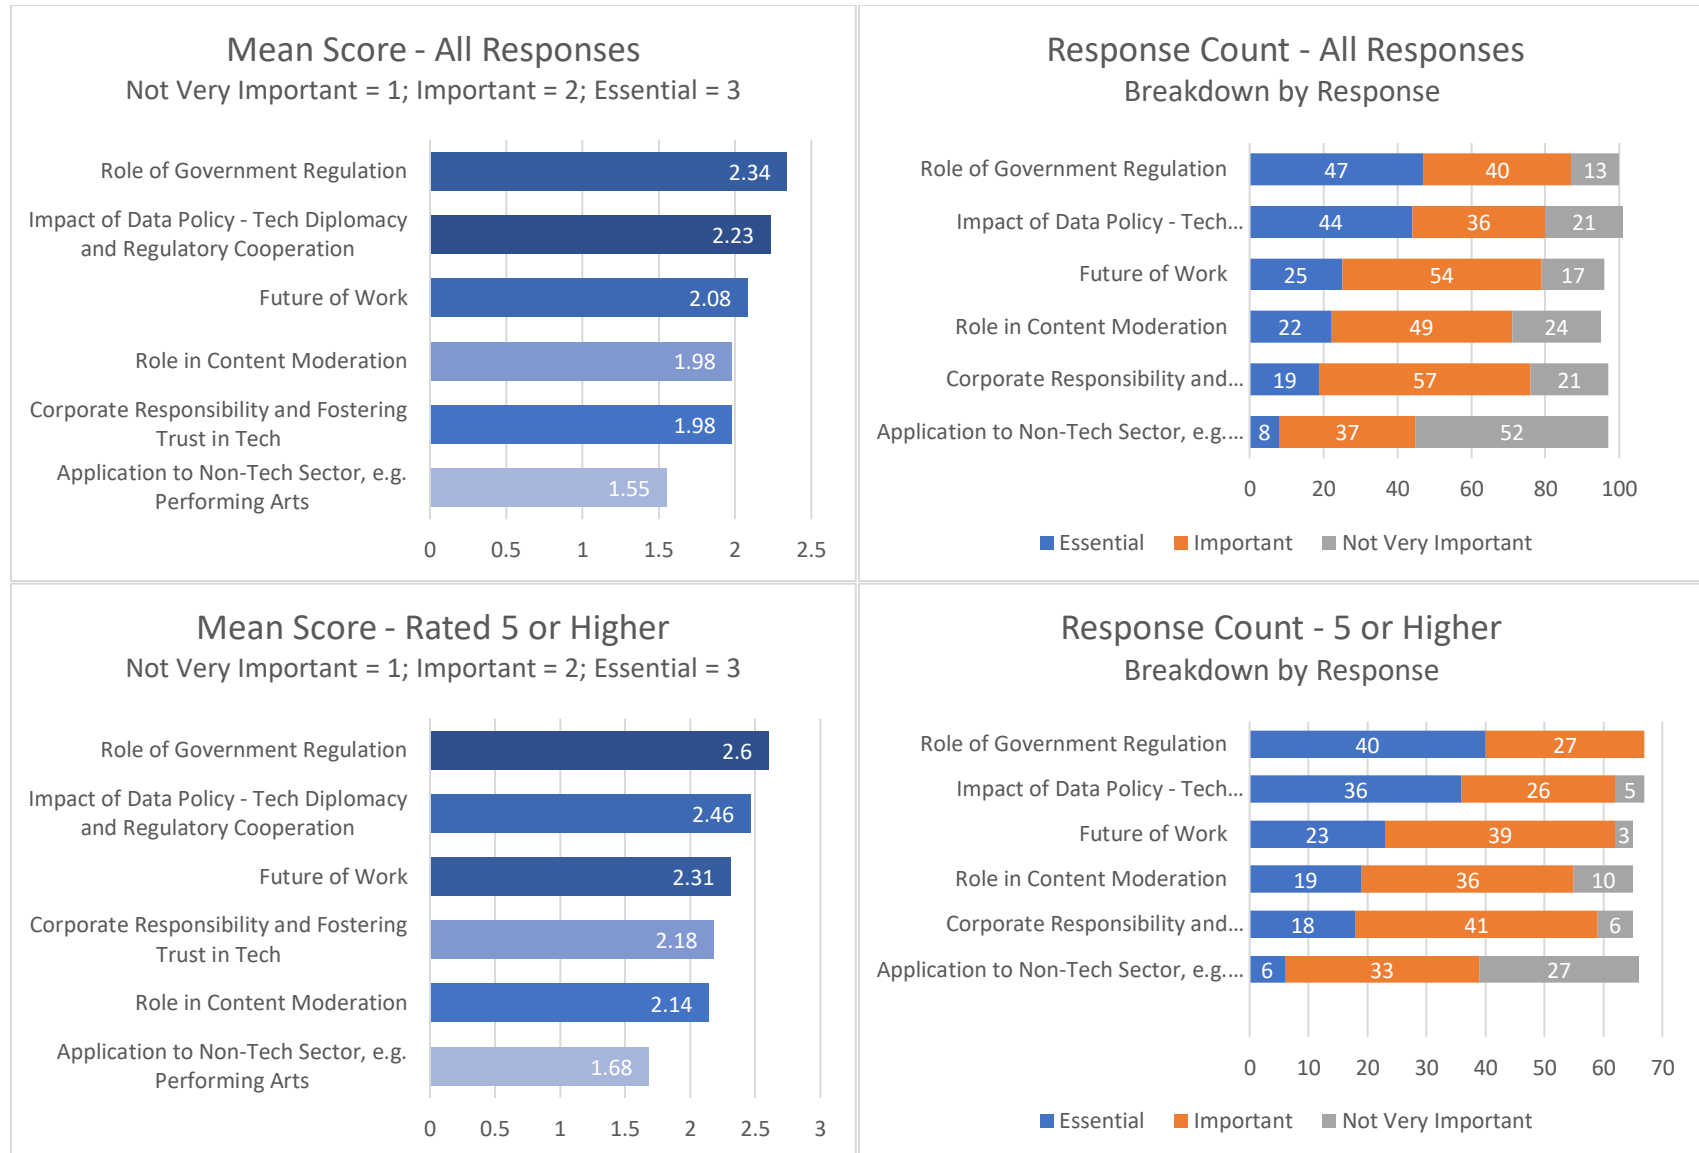 Mean Score - All Responses
Not Very Important = 1; Important = 2; Essential = 3
Role of Government Regulation
2.34
Impact of Data Policy - Tech Diplomacy
and Regulatory Cooperation
2.23
Future of Work
2.08
Role in Content Moderation
1.98
Corporate Responsibility and Fostering
Trust in Tech
1.98
Application to Non-Tech Sector, e.g.
Performing Arts
1.55
0 0.5 1 1.5 2 2.5
Response Count - All Responses
Breakdown by Response
Role of Government Regulation 47 40 13
Impact of Data Policy - Tech... 44 36 21
Future of Work 25 54 17
Role in Content Moderation 22 49 24
Corporate Responsibility and... 19 57 21
Application to Non-Tech Sector, e.g.... 8 37 52
0 20 40 60 80 100
Essential Important Not Very Important
Mean Score - Rated 5 or Higher
Not Very Important = 1; Important = 2; Essential = 3
Role of Government Regulation
2.6
Impact of Data Policy - Tech Diplomacy
and Regulatory Cooperation
2.46
Future of Work
2.31
Corporate Responsibility and Fostering
Trust in Tech
2.18
Role in Content Moderation
2.14
Application to Non-Tech Sector, e.g.
Performing Arts
1.68
0 0.5 1 1.5 2 2.5 3
Response Count - 5 or Higher
Breakdown by Response
Role of Government Regulation 40 27
Impact of Data Policy - Tech... 36 26 5
Future of Work 23 39 3
Role in Content Moderation 19 36 10
Corporate Responsibility and... 18 41 6
Application to Non-Tech Sector, e.g.... 6 33 27
0 10 20 30 40 50 60 70
Essential Important Not Very Important